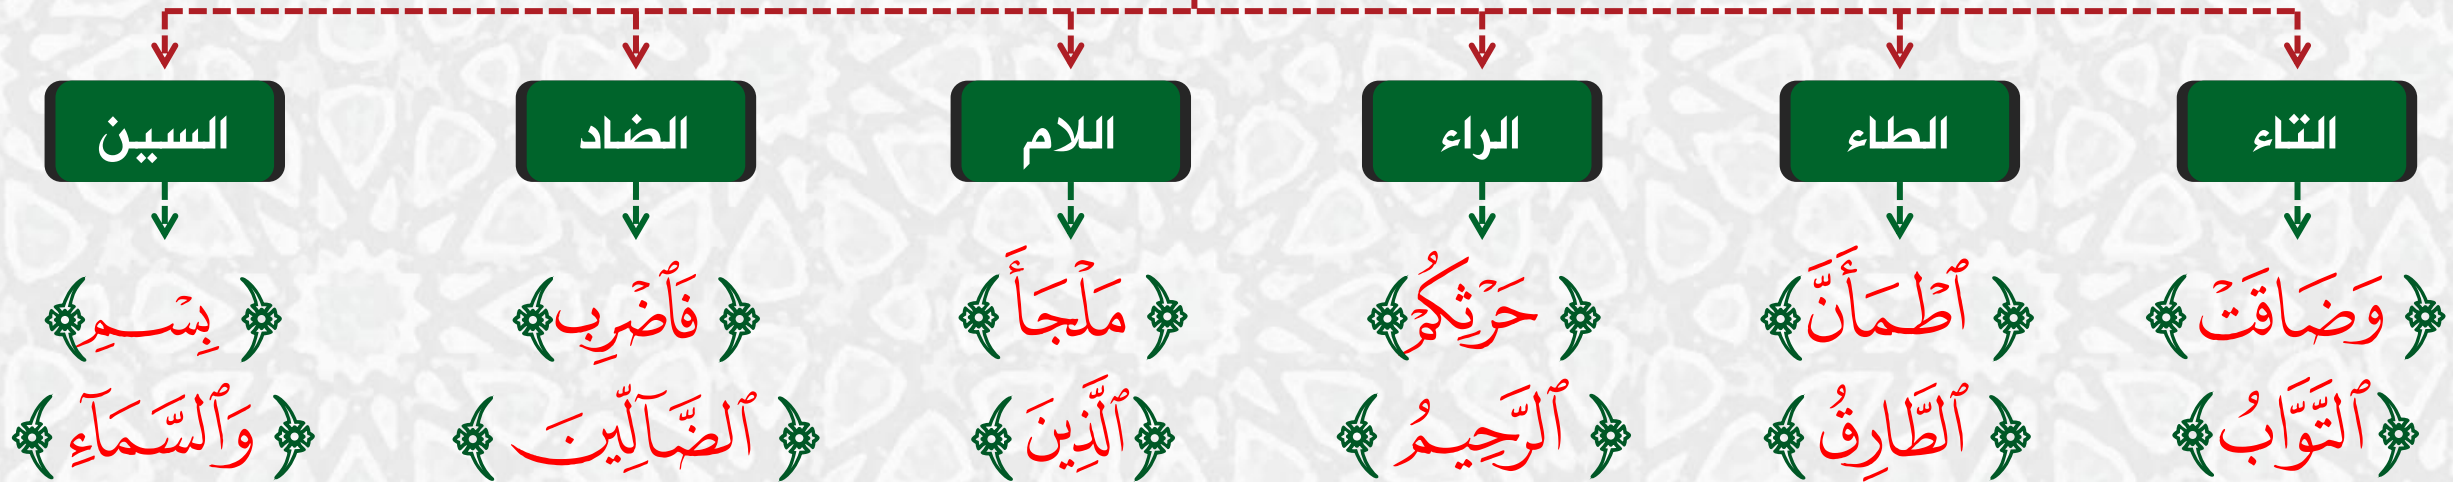 التاء الطاء الراء اللام الضاد السين
﴿وَضَاقَتْ﴾ ﴿ٱطْمَأَنَّ﴾ ﴿حَرْثِكُمْ﴾ ﴿مَلْجَأَ﴾ ﴿فَٱضْرِب﴾ ﴿بِسْمِ﴾
﴿ٱلتَّوَّابُ﴾ ﴿ٱلطَّارِقُ﴾ ﴿ٱلرَّحِيمُ﴾ ﴿ٱلَّذِينَ﴾ ﴿ٱلضَّآلِّينَ﴾ ﴿وَٱلسَّمَآءِ﴾